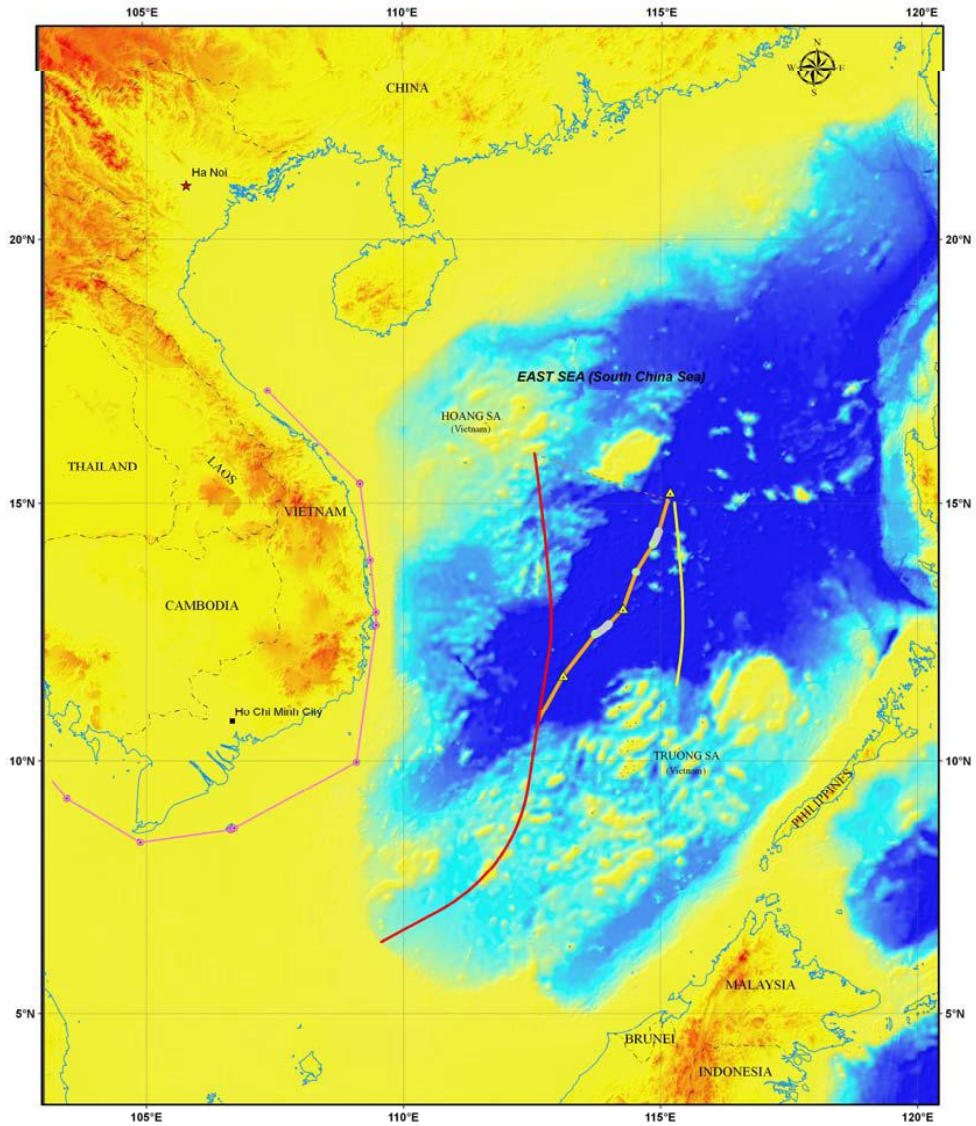 105°E
110°E
115°E
120°E
N
W E
S
CHINA
Ha Noi
20°N
20°N
EAST SEA (South China Sea)
HOANG SA
(Vietnam)
THAILAND
LAOS
VIETNAM
15°N
15°N
CAMBODIA
Ho Chi Minh City
TRUONG SA
(Vietnam)
10°N
10°N
PHILIPPINES
MALAYSIA
5°N
5°N
BRUNEI
INDONESIA
105°E
110°E
115°E
120°E